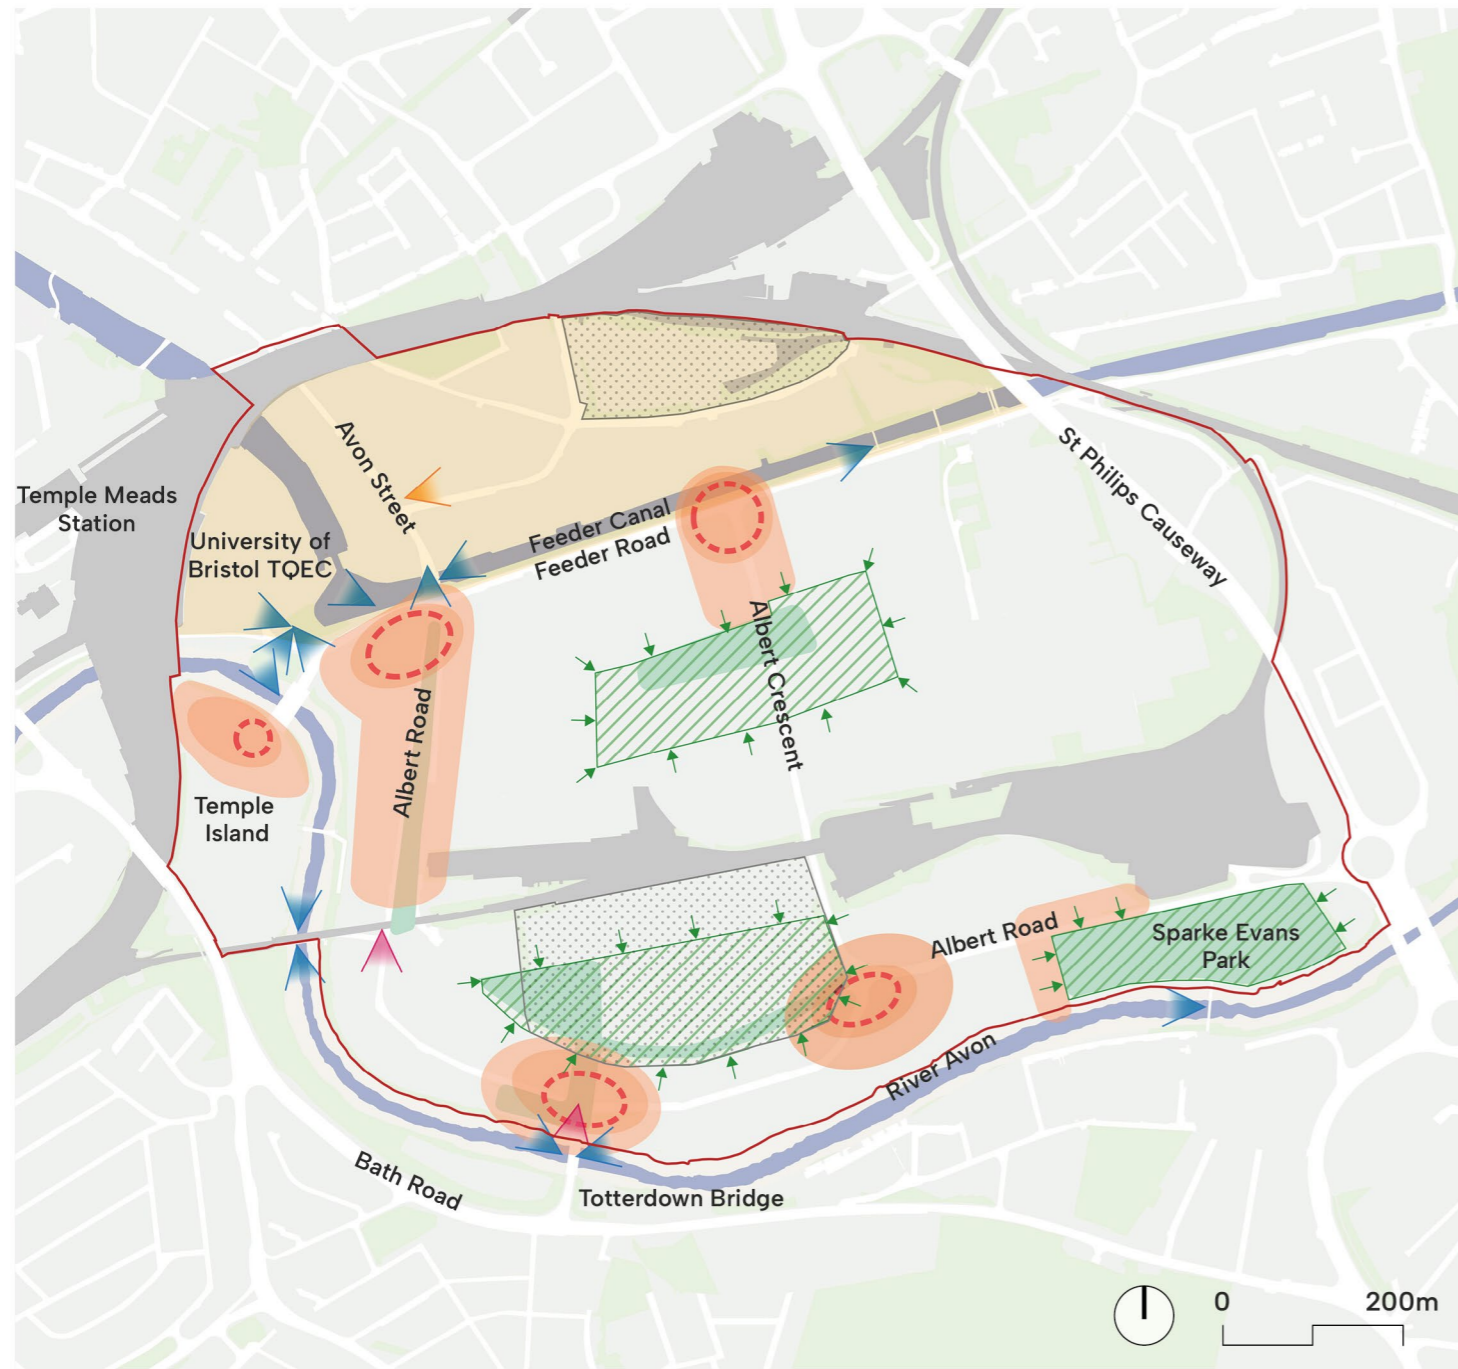 Avon Street
Temple Meads
Station
University of
Bristol TQEC
Feeder Canal
Feeder Road
St Philips Causeway
Albert Crescent
Albert Road
Temple
Island
Albert Road
Sparke Evans
Park
River Avon
Bath Road
Totterdown Bridge
0 200m